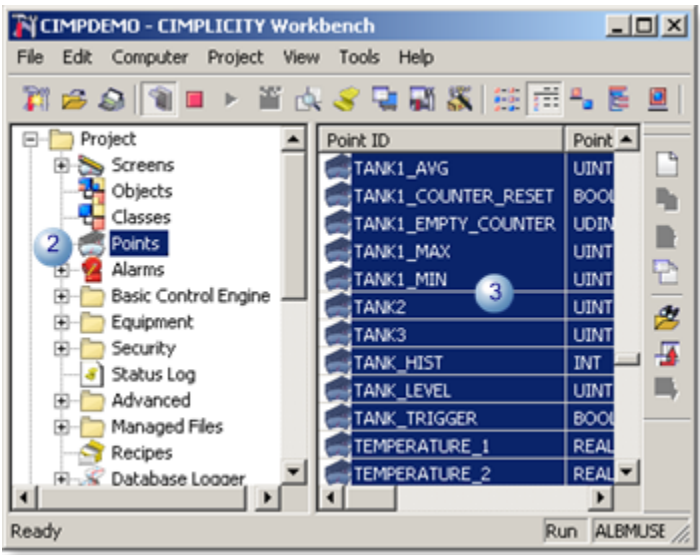 CIMPDEMO - CIMPLICITY Workbench
File Edit Computer Project View Tools Help
Project
Screens
Objects
Classes
2 Points
Alarms
Basic Control Engine
Equipment
Security
Status Log
Advanced
Managed Files
Recipes
Database Logger
Point ID Point
TANK1_AVG UINT
TANK1_COUNTER_RESET BOOL
TANK1_EMPTY_COUNTER UDIN
TANK1_MAX UINT
TANK1_MIN UINT
3
TANK2 UINT
TANK3 UINT
TANK_HIST INT
TANK_LEVEL UINT
TANK_TRIGGER BOOL
TEMPERATURE_1 REAL
TEMPERATURE_2 REAL
Ready Run ALBMUSE